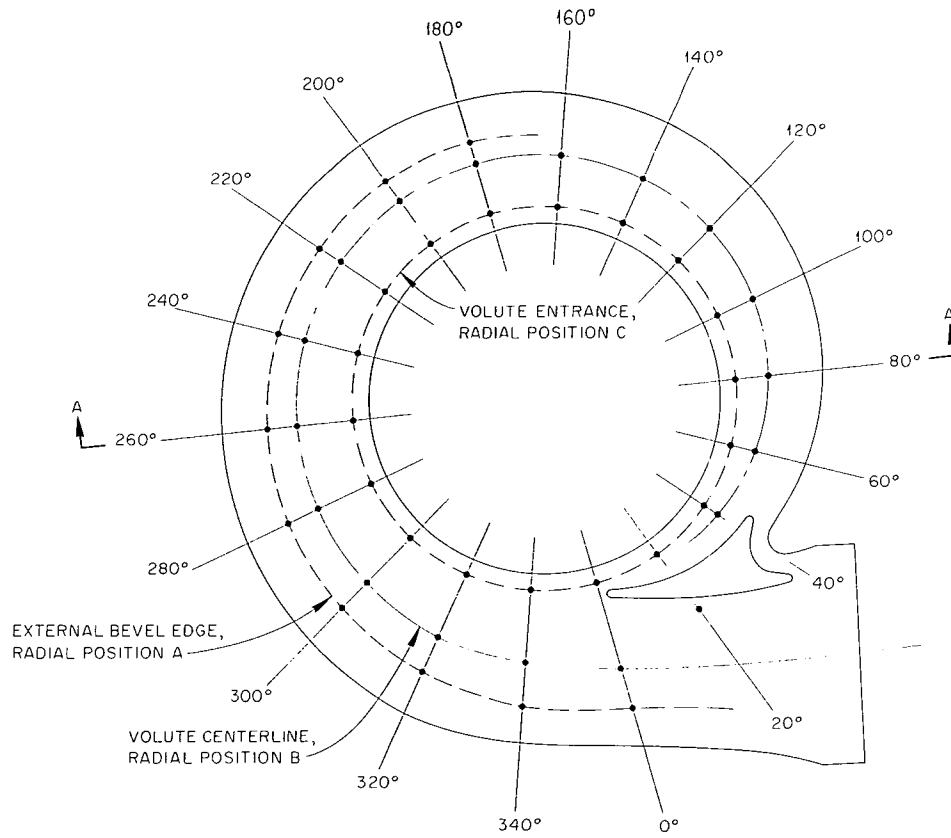 160°
180°
140°
200°
120°
220°
100°
VOLUTE ENTRANCE,
RADIAL POSITION C
240°
A
80°
A
260°
60°
280°
40°
EXTERNAL BEVEL EDGE,
RADIAL POSITION A
300°
20°
VOLUTE CENTERLINE,
RADIAL POSITION B
320°
340°
0°